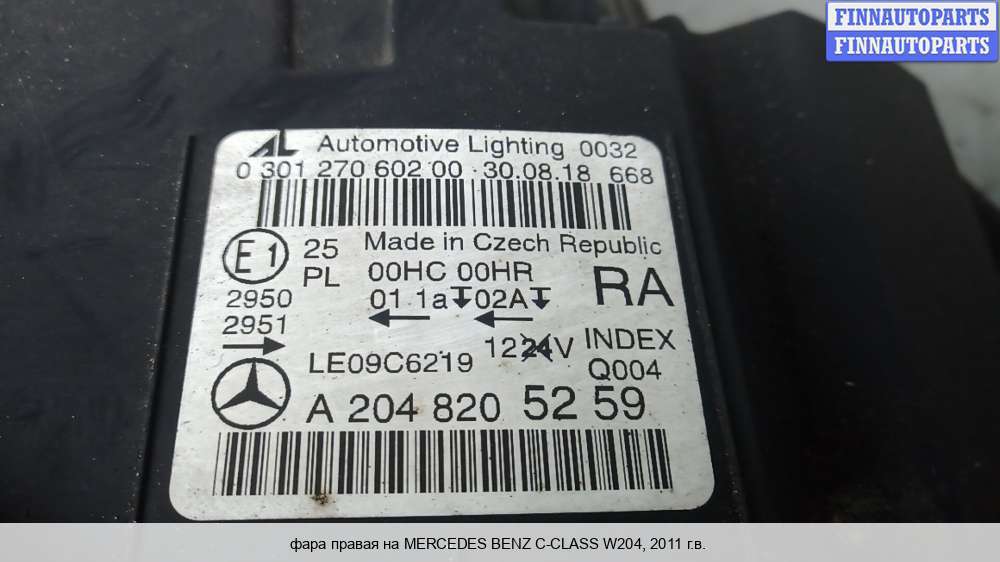 FINNAUTOPARTS
FINNAUTOPARTS
AL Automotive Lighting 0032
0 301 270 602 00 30.08.18 668
E1 25 Made in Czech Republic
PL 00HC 00HR RA
2950 01 1a 02A
2951
LE09C6219 1224V INDEX
Q004
A 204 820 52 59
фара правая на MERCEDES BENZ C-CLASS W204, 2011 г.в.